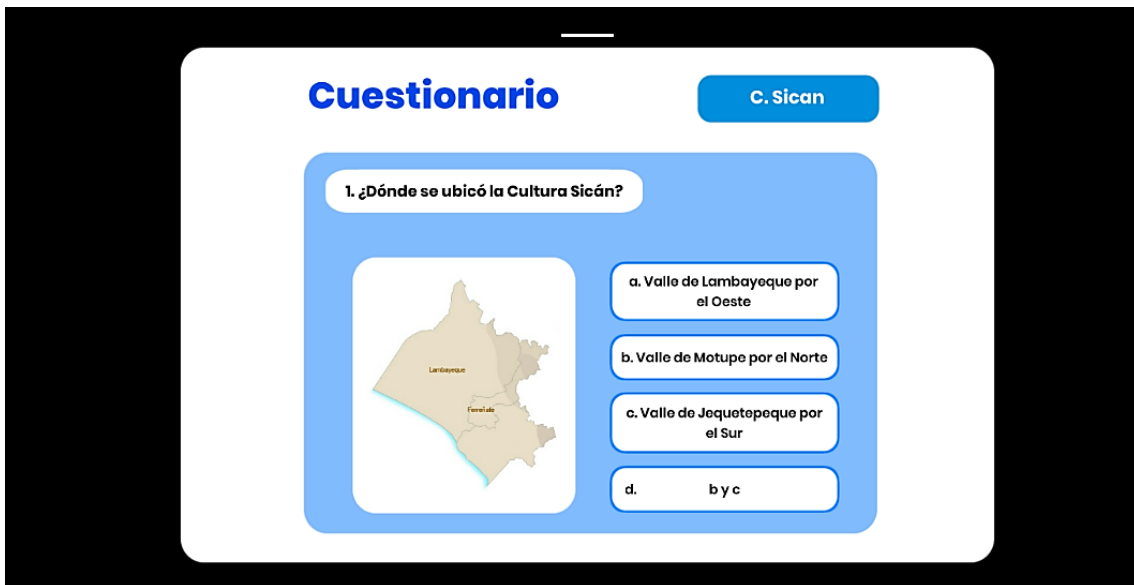 Cuestionario
C. Sican
1. ¿Dónde se ubicó la Cultura Sicán?
Lambayeque
Ferreñafe
a. Valle de Lambayeque por
el Oeste
b. Valle de Motupe por el Norte
c. Valle de Jequetepeque por
el Sur
d. b y c